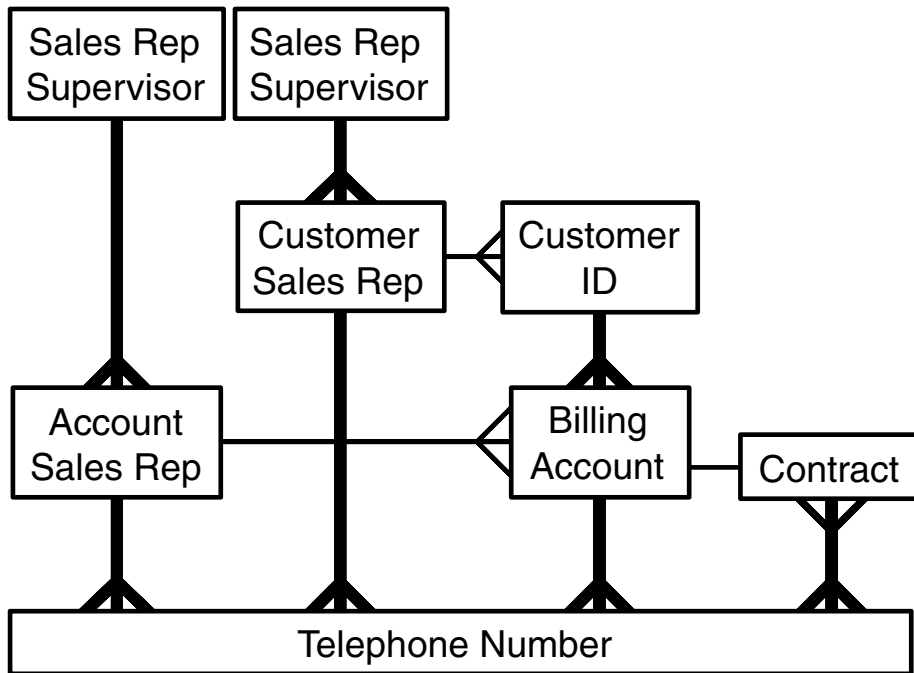 Sales Rep
Supervisor
Sales Rep
Supervisor
Customer
Sales Rep
Customer
ID
Account
Sales Rep
Billing
Account
Contract
Telephone Number